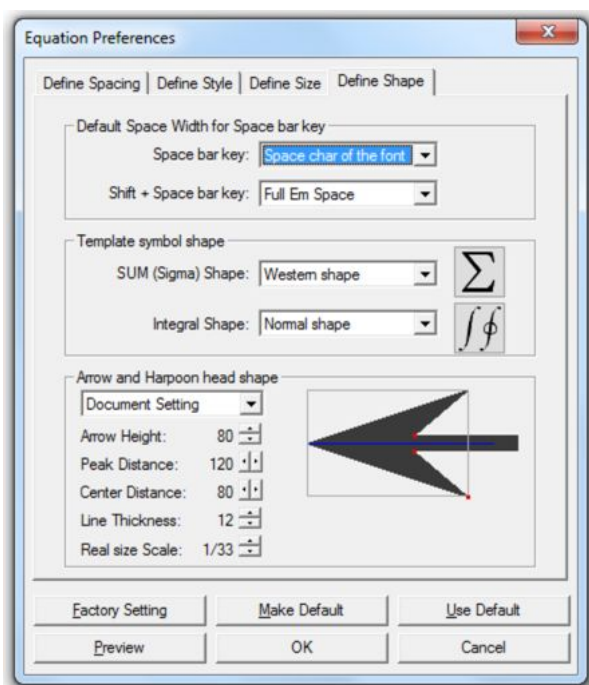 Equation Preferences
Define Spacing Define Style Define Size Define Shape
Default Space Width for Space bar key
Space bar key: Space char of the font
Shift + Space bar key: Full Em Space
Template symbol shape
SUM (Sigma) Shape: Western shape
∑
Integral Shape: Normal shape
∫∮
Arrow and Harpoon head shape
Document Setting
Arrow Height: 80
Peak Distance: 120
Center Distance: 80
Line Thickness: 12
Real size Scale: 1/33
Factory Setting Make Default Use Default
Preview OK Cancel